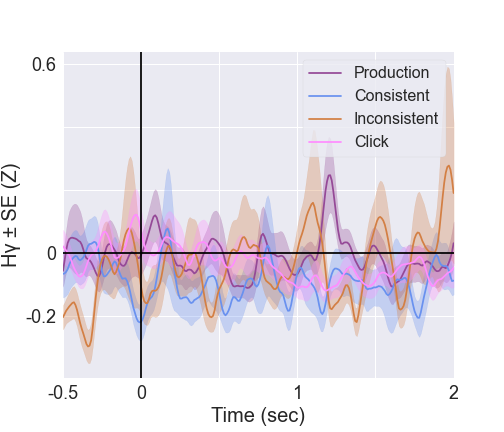 Hγ ± SE (Z)
0.6
0
-0.2
Production
Consistent
Inconsistent
Click
-0.5 0 1 2
Time (sec)